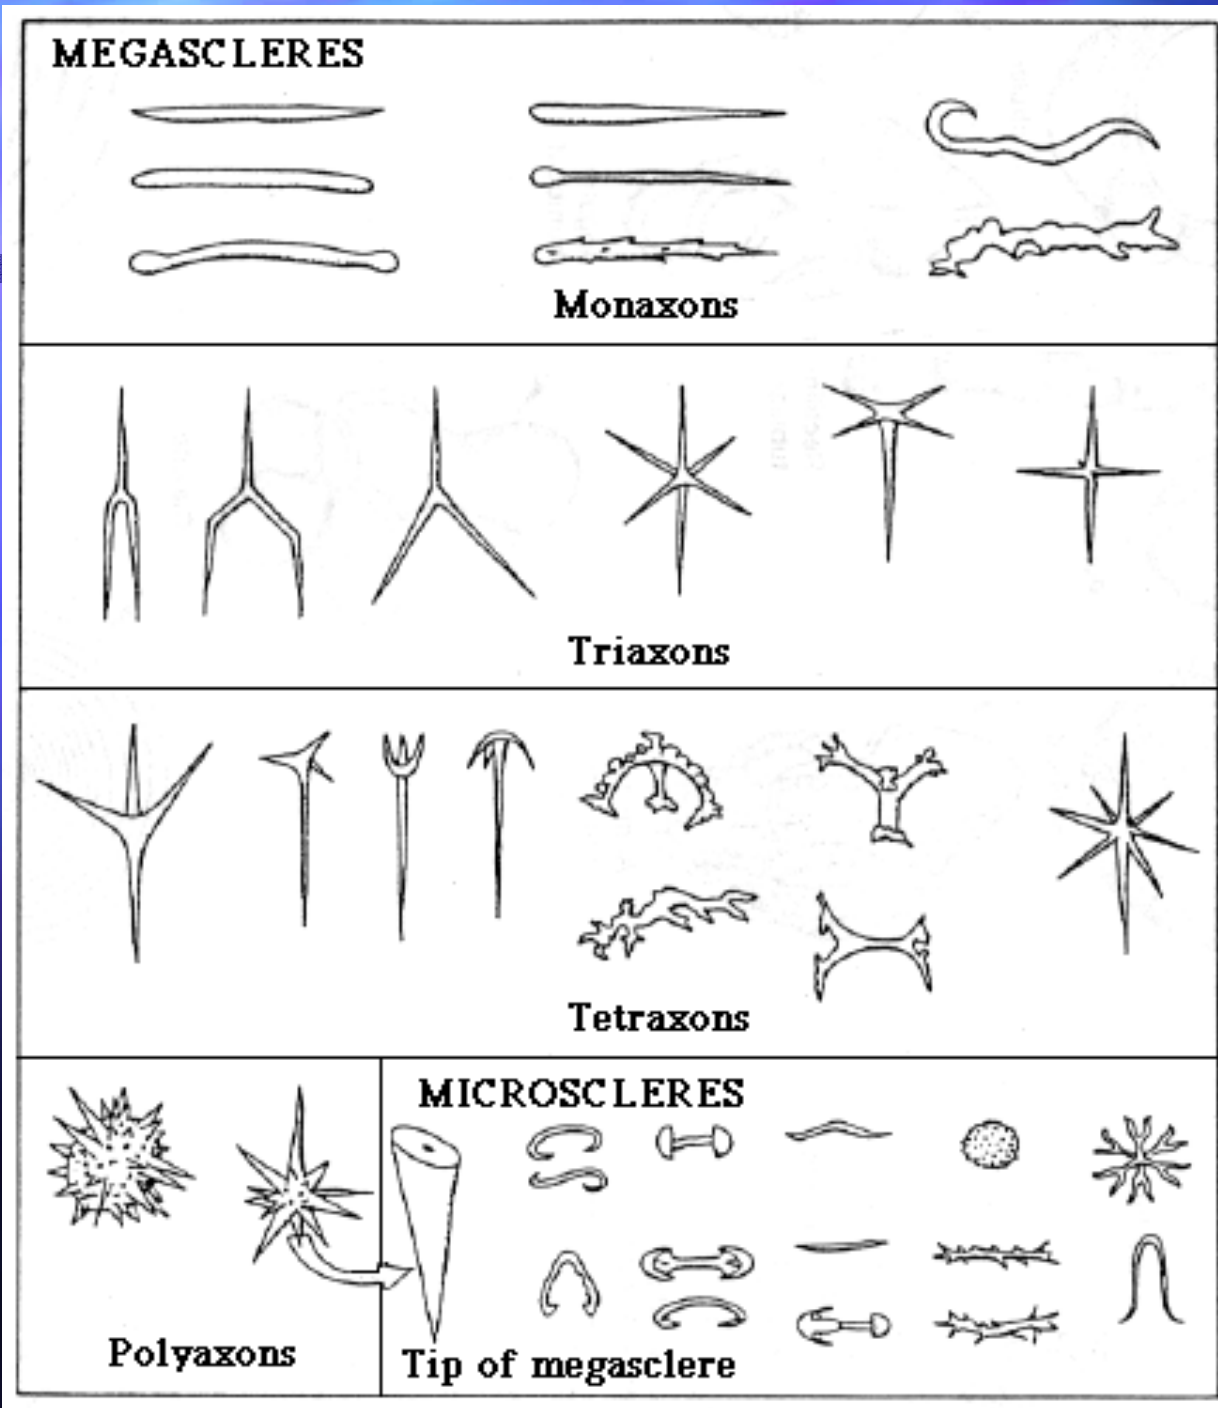 MEGASCLERES
Monaxons
Triaxons
Tetraxons
Polyaxons
MICROSCLERES
Tip of megasclere